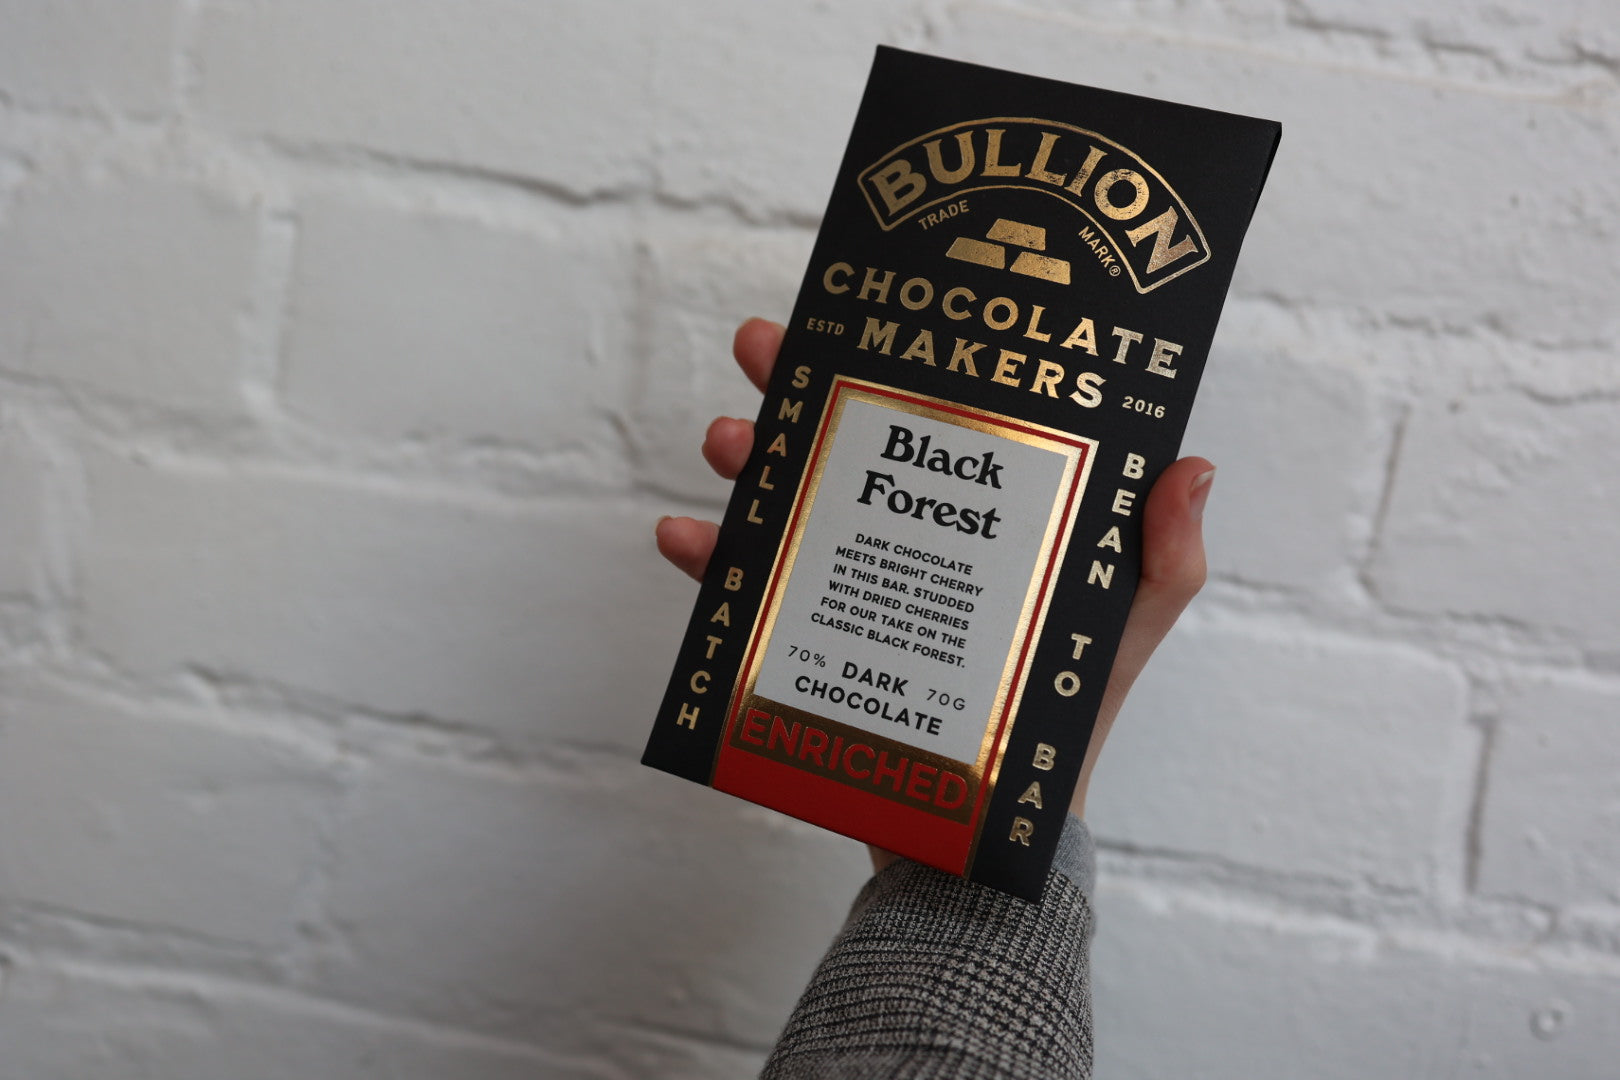 BULLION
TRADE MARK®
CHOCOLATE
ESTD MAKERS 2016
SMALL BATCH
BEAN TO BAR
Black
Forest
DARK CHOCOLATE
MEETS BRIGHT CHERRY
IN THIS BAR. STUDDED
WITH DRIED CHERRIES
FOR OUR TAKE ON THE
CLASSIC BLACK FOREST.
70% DARK 70G
CHOCOLATE
ENRICHED